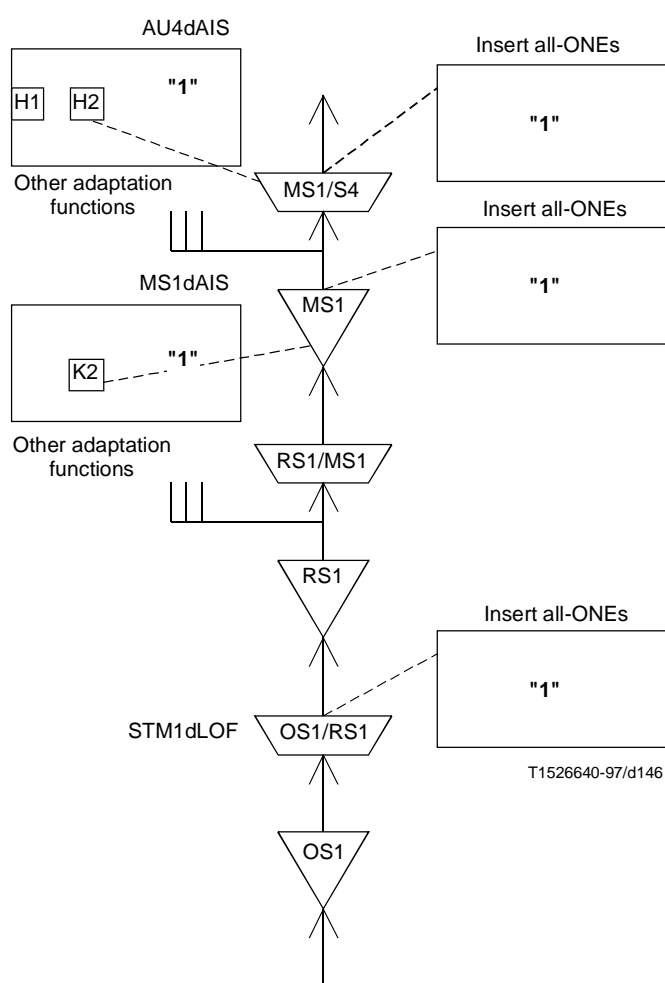 AU4dAIS
Insert all-ONEs
H1
H2
"1"
"1"
MS1/S4
Other adaptation
functions
Insert all-ONEs
"1"
MS1dAIS
MS1
K2
"1"
Other adaptation
functions
RS1/MS1
RS1
Insert all-ONEs
"1"
STM1dLOF
OS1/RS1
T1526640-97/d146
OS1